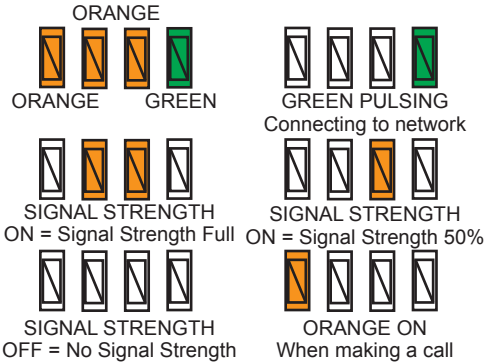 ORANGE
ORANGE GREEN
GREEN PULSING
Connecting to network
SIGNAL STRENGTH
ON = Signal Strength Full
SIGNAL STRENGTH
ON = Signal Strength 50%
SIGNAL STRENGTH
OFF = No Signal Strength
ORANGE ON
When making a call